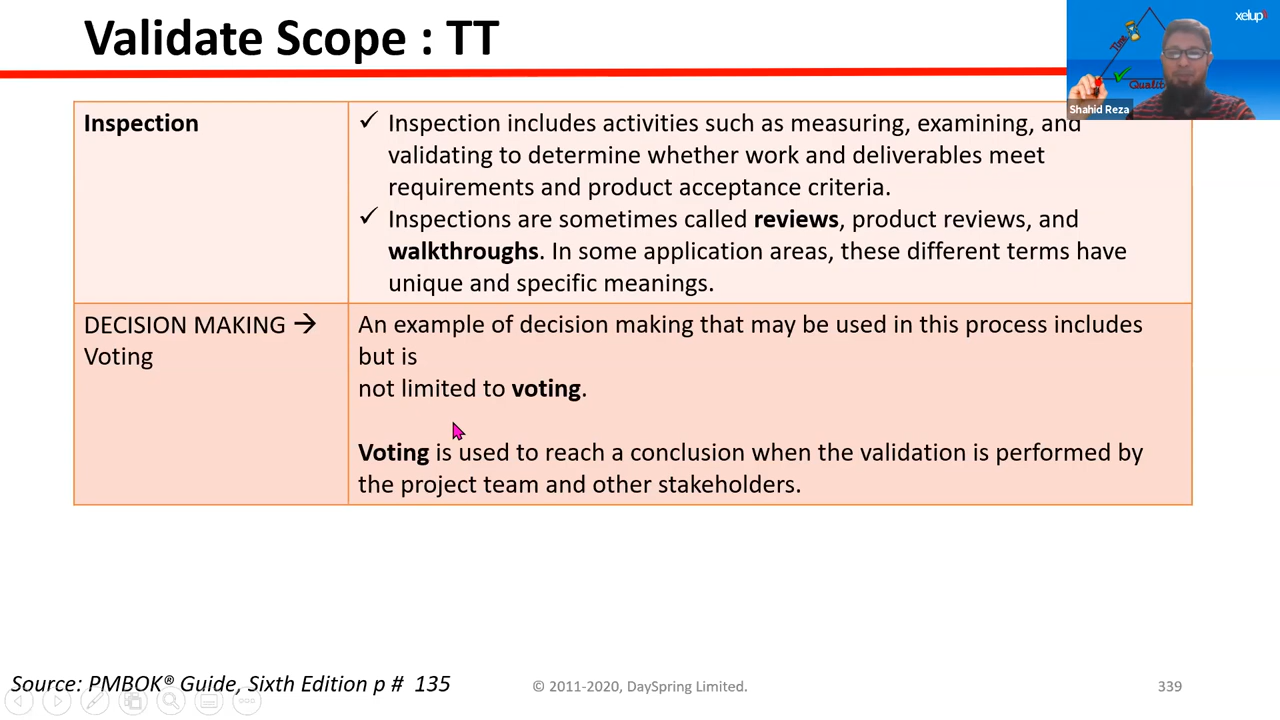 Validate Scope : TT
xelup
Time
Quality
Shahid Reza
Inspection
✓ Inspection includes activities such as measuring, examining, and
validating to determine whether work and deliverables meet
requirements and product acceptance criteria.
✓ Inspections are sometimes called reviews, product reviews, and
walkthroughs. In some application areas, these different terms have
unique and specific meanings.
DECISION MAKING →
Voting
An example of decision making that may be used in this process includes
but is
not limited to voting.
Voting is used to reach a conclusion when the validation is performed by
the project team and other stakeholders.
Source: PMBOK® Guide, Sixth Edition p # 135
© 2011-2020, DaySpring Limited.
339